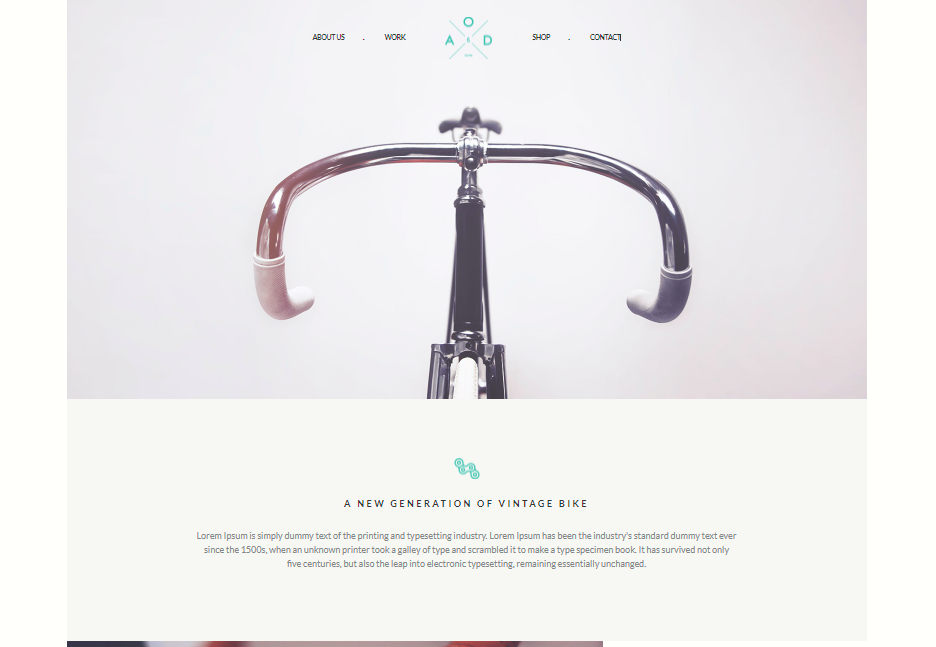 ABOUT US . WORK
O
A & D
SHOP . CONTACT
A NEW GENERATION OF VINTAGE BIKE
Lorem Ipsum is simply dummy text of the printing and typesetting industry. Lorem Ipsum has been the industry's standard dummy text ever
since the 1500s, when an unknown printer took a galley of type and scrambled it to make a type specimen book. It has survived not only
five centuries, but also the leap into electronic typesetting, remaining essentially unchanged.